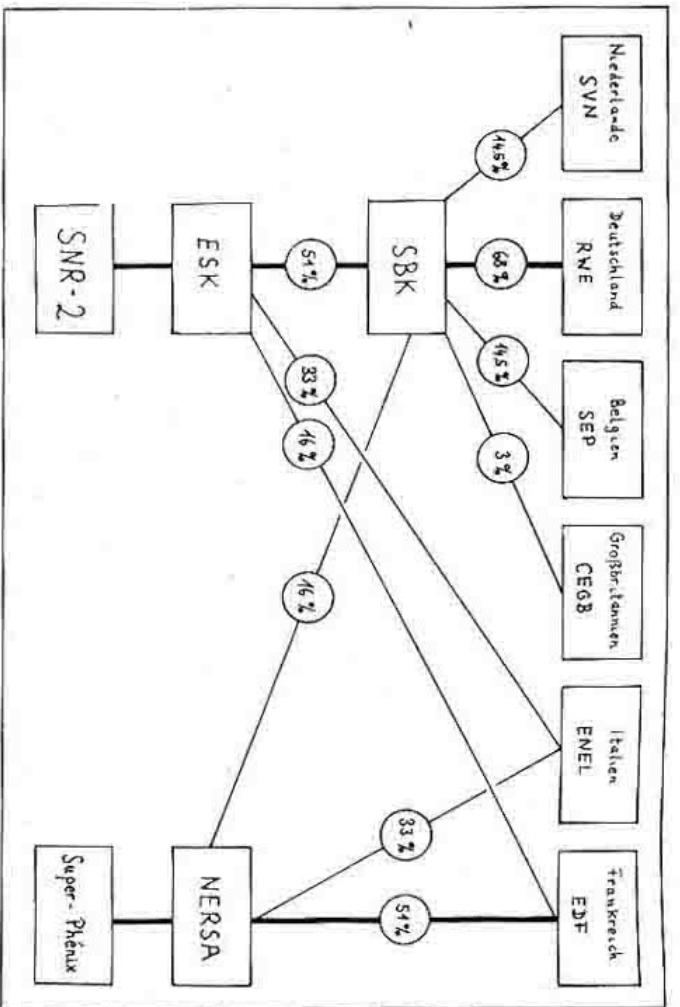 Niederlande
SVN
Deutschland
RWE
Belgien
SEP
Großbritannien
CEGB
Italien
ENEL
Frankreich
EDF
14,5%
68%
14,5%
3%
SBK
51%
33%
16%
16%
33%
51%
ESK
NERSA
SNR-2
Super-Phénix